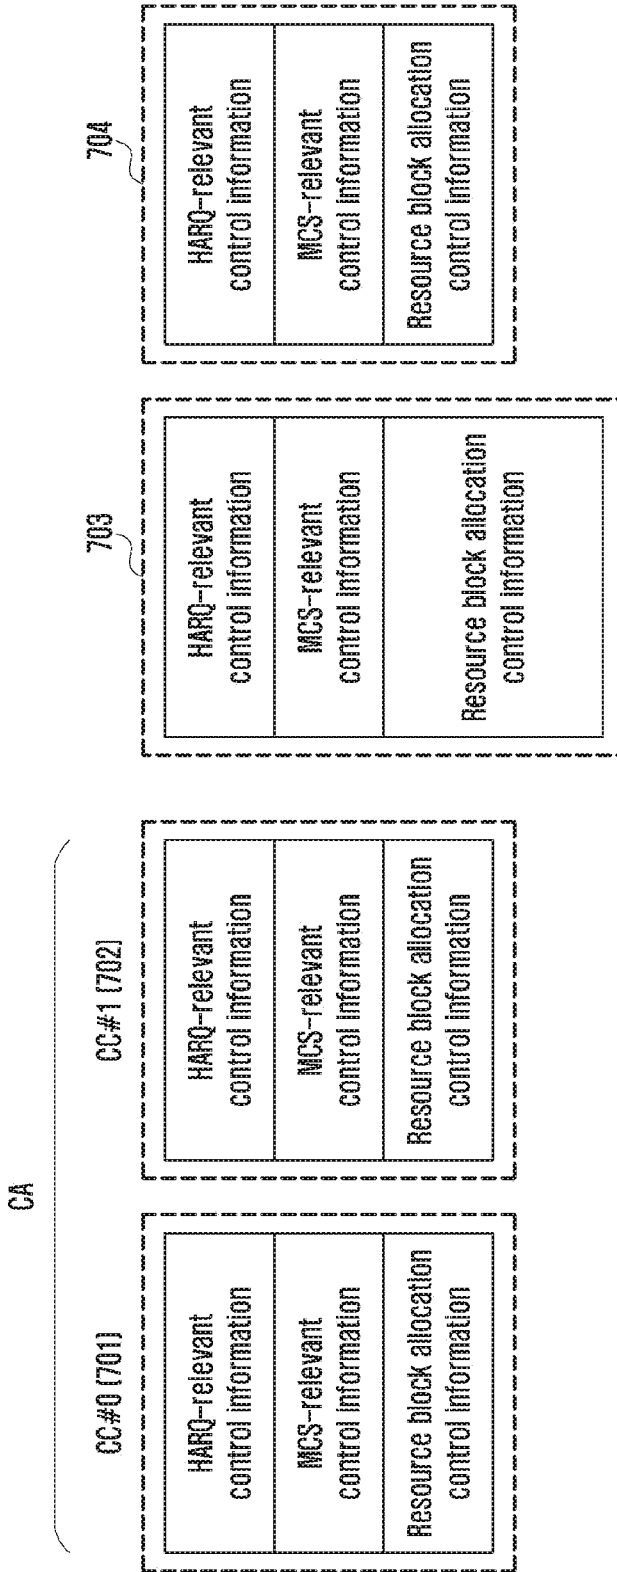 CA
CC#0 [701]
HARQ-relevant
control information
MCS-relevant
control information
Resource block allocation
control information
CC#1 [702]
HARQ-relevant
control information
MCS-relevant
control information
Resource block allocation
control information
703
HARQ-relevant
control information
MCS-relevant
control information
Resource block allocation
control information
704
HARQ-relevant
control information
MCS-relevant
control information
Resource block allocation
control information